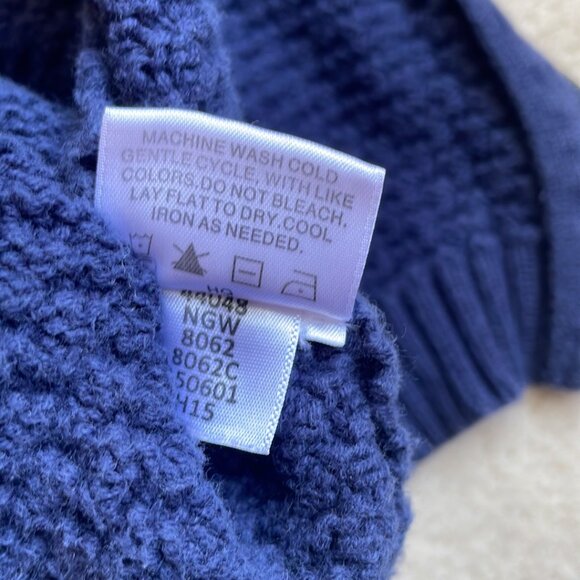 MACHINE WASH COLD
GENTLE CYCLE. WITH LIKE
COLORS. DO NOT BLEACH.
LAY FLAT TO DRY. COOL
IRON AS NEEDED.
NGW
8062
8062C
50601
H15